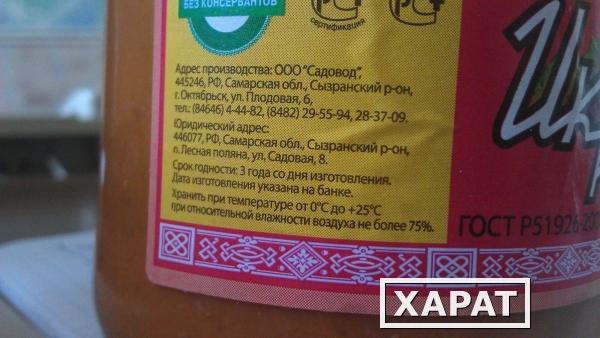 БЕЗ КОНСЕРВАНТОВ
сертификация
Адрес производства: ООО "Садовод",
445246, РФ, Самарская обл., Сызранский р-он,
г. Октябрьск, ул. Плодовая, 6,
тел.: (84646) 4-44-82, (8482) 29-55-94, 28-37-09.
Юридический адрес:
446077, РФ, Самарская обл., Сызранский р-он,
п. Лесная поляна, ул. Садовая, 8.
Срок годности: 3 года со дня изготовления.
Дата изготовления указана на банке.
Хранить при температуре от 0°С до +25°С
при относительной влажности воздуха не более 75%.
ГОСТ Р51926-200
ХАРАТ